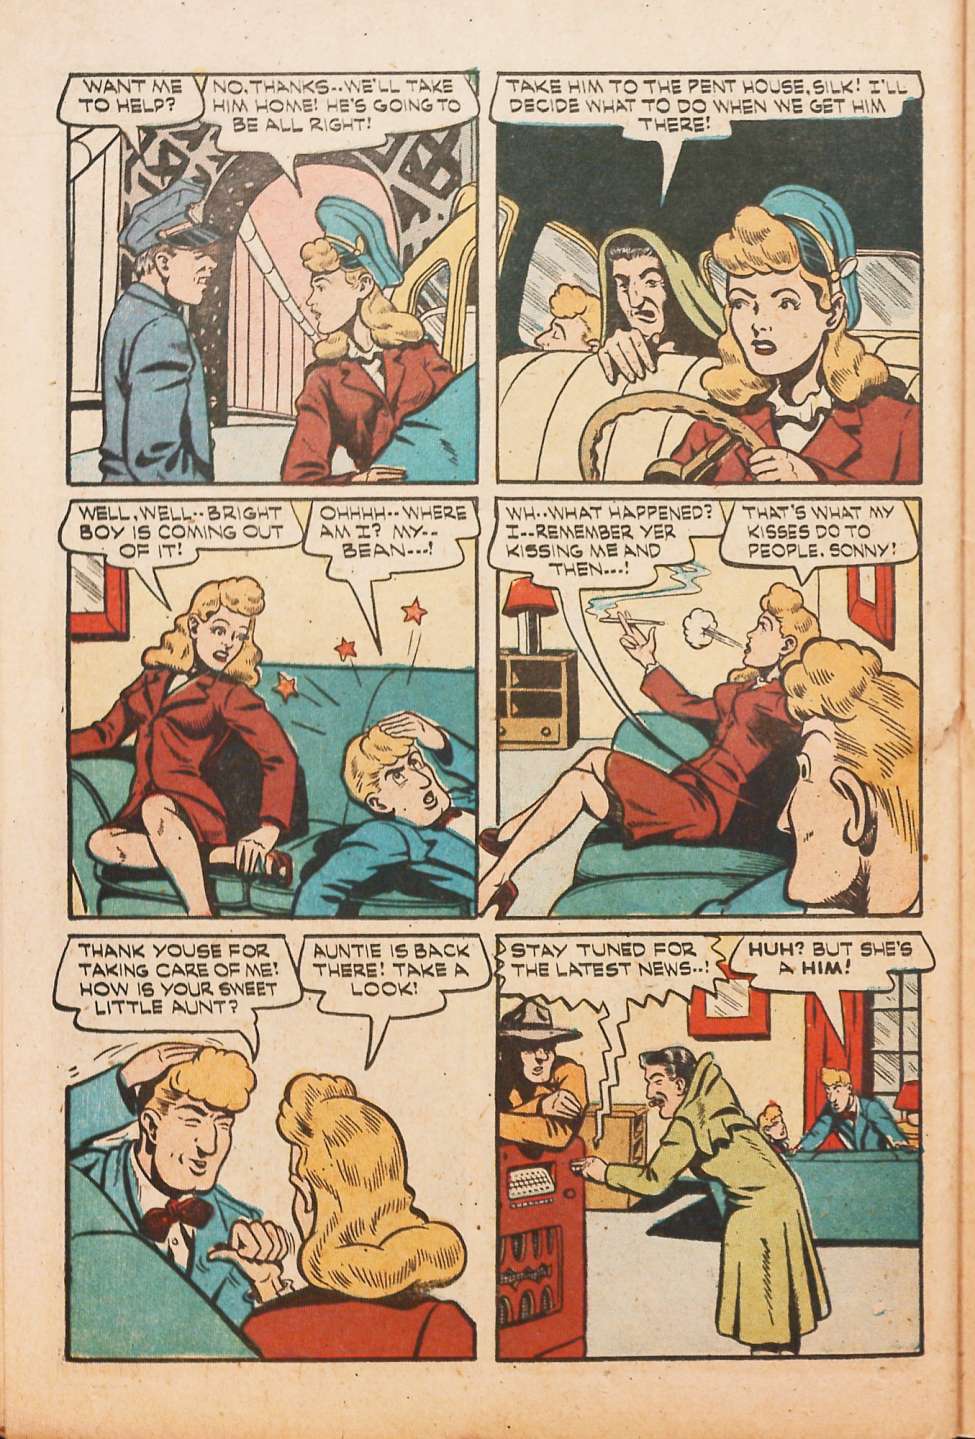 WANT ME
TO HELP?
NO, THANKS--WE'LL TAKE
HIM HOME! HE'S GOING TO
BE ALL RIGHT!
TAKE HIM TO THE PENT HOUSE, SILK! I'LL
DECIDE WHAT TO DO WHEN WE GET HIM
THERE!
WELL, WELL--BRIGHT
BOY IS COMING OUT
OF IT!
OHHHH--WHERE
AM I? MY--
BEAN---!
WH--WHAT HAPPENED?
I--REMEMBER YER
KISSING ME AND
THEN---!
THAT'S WHAT MY
KISSES DO TO
PEOPLE, SONNY!
THANK YOUSE FOR
TAKING CARE OF ME!
HOW IS YOUR SWEET
LITTLE AUNT?
AUNTIE IS BACK
THERE! TAKE A
LOOK!
STAY TUNED FOR
THE LATEST NEWS--!
HUH? BUT SHE'S
A HIM!